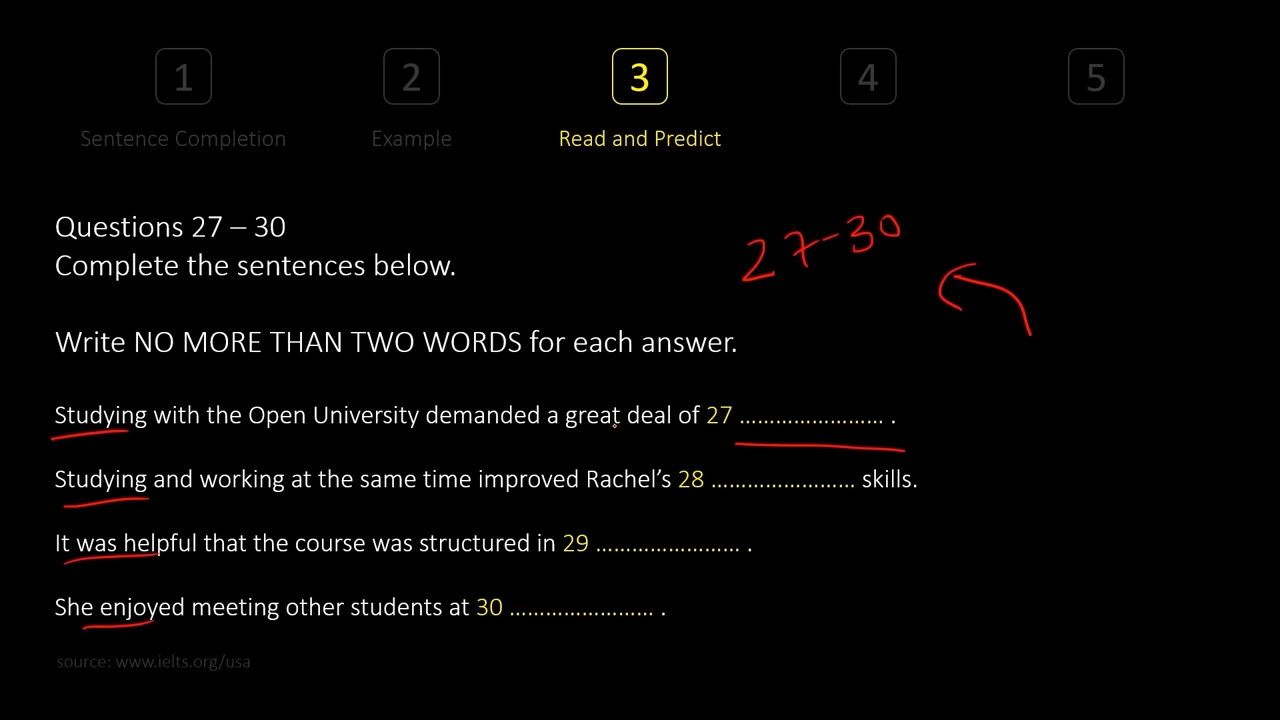 1 2 3 4 5
Sentence Completion Example Read and Predict
Questions 27 – 30
Complete the sentences below.
27-30
Write NO MORE THAN TWO WORDS for each answer.
Studying with the Open University demanded a great deal of 27 ........................ .
Studying and working at the same time improved Rachel’s 28 ........................ skills.
It was helpful that the course was structured in 29 ........................ .
She enjoyed meeting other students at 30 ........................ .
source: www.ielts.org/usa